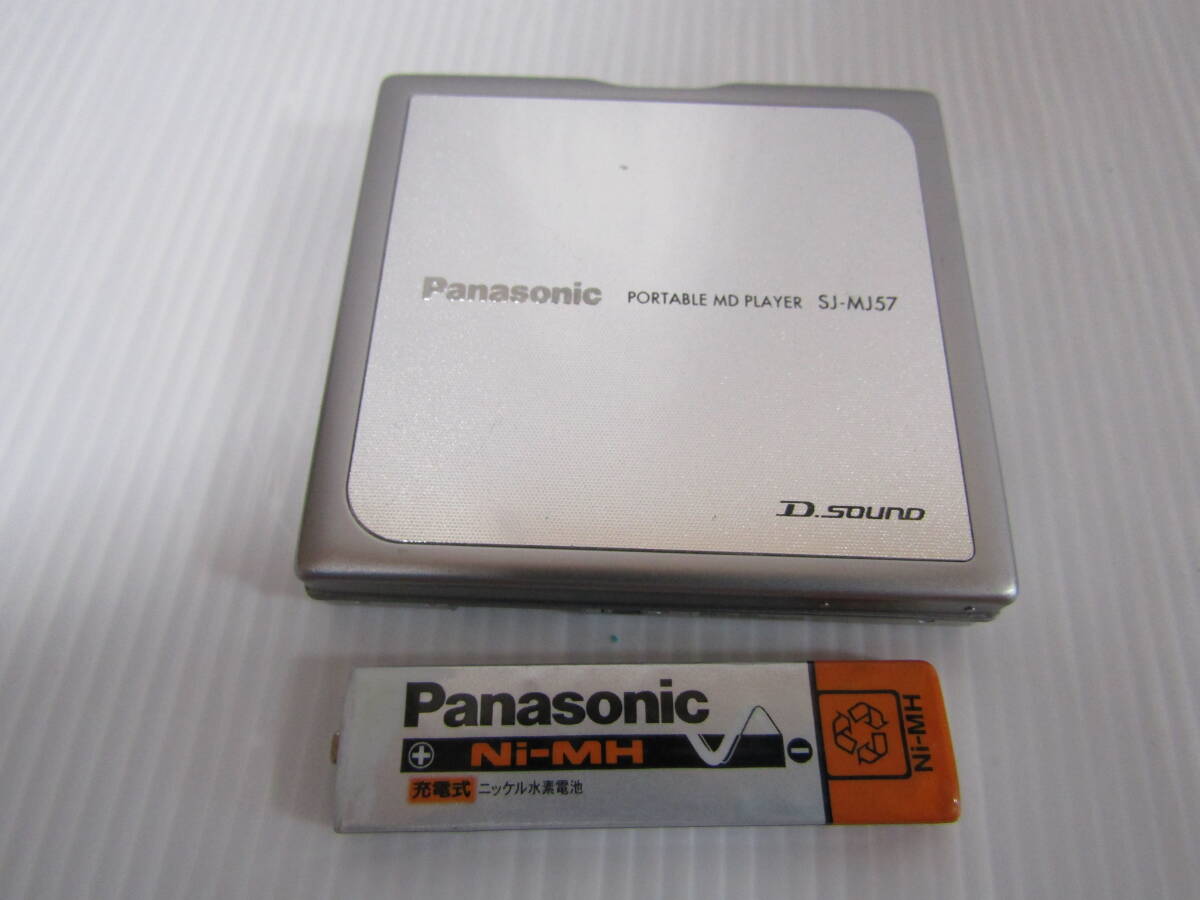 Panasonic PORTABLE MD PLAYER SJ-MJ57
D.SOUND
Panasonic
+ Ni-MH -
充電式 ニッケル水素電池
Ni-MH